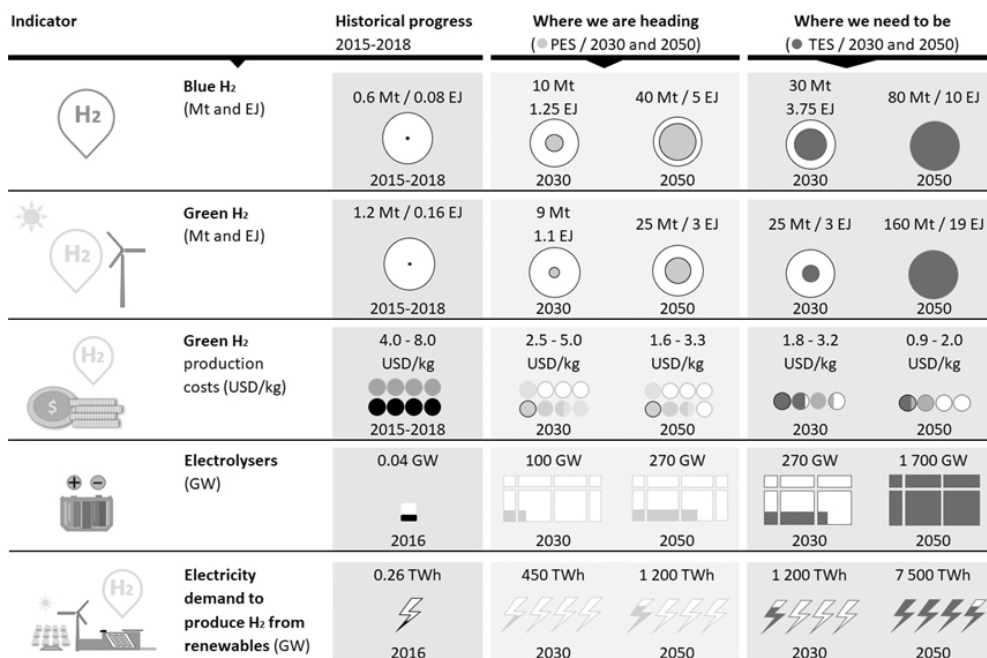 Indicator
Historical progress
2015-2018
Where we are heading
( PES / 2030 and 2050)
Where we need to be
( TES / 2030 and 2050)
H2
Blue H2
(Mt and EJ)
0.6 Mt / 0.08 EJ
2015-2018
10 Mt
1.25 EJ
2030
40 Mt / 5 EJ
2050
30 Mt
3.75 EJ
2030
80 Mt / 10 EJ
2050
H2
Green H2
(Mt and EJ)
1.2 Mt / 0.16 EJ
2015-2018
9 Mt
1.1 EJ
2030
25 Mt / 3 EJ
2050
25 Mt / 3 EJ
2030
160 Mt / 19 EJ
2050
H2
$
Green H2
production
costs (USD/kg)
4.0 - 8.0
USD/kg
2015-2018
2.5 - 5.0
USD/kg
2030
1.6 - 3.3
USD/kg
2050
1.8 - 3.2
USD/kg
2030
0.9 - 2.0
USD/kg
2050
Electrolysers
(GW)
0.04 GW
2016
100 GW
2030
270 GW
2050
270 GW
2030
1 700 GW
2050
H2
Electricity
demand to
produce H2 from
renewables (GW)
0.26 TWh
2016
450 TWh
2030
1 200 TWh
2050
1 200 TWh
2030
7 500 TWh
2050